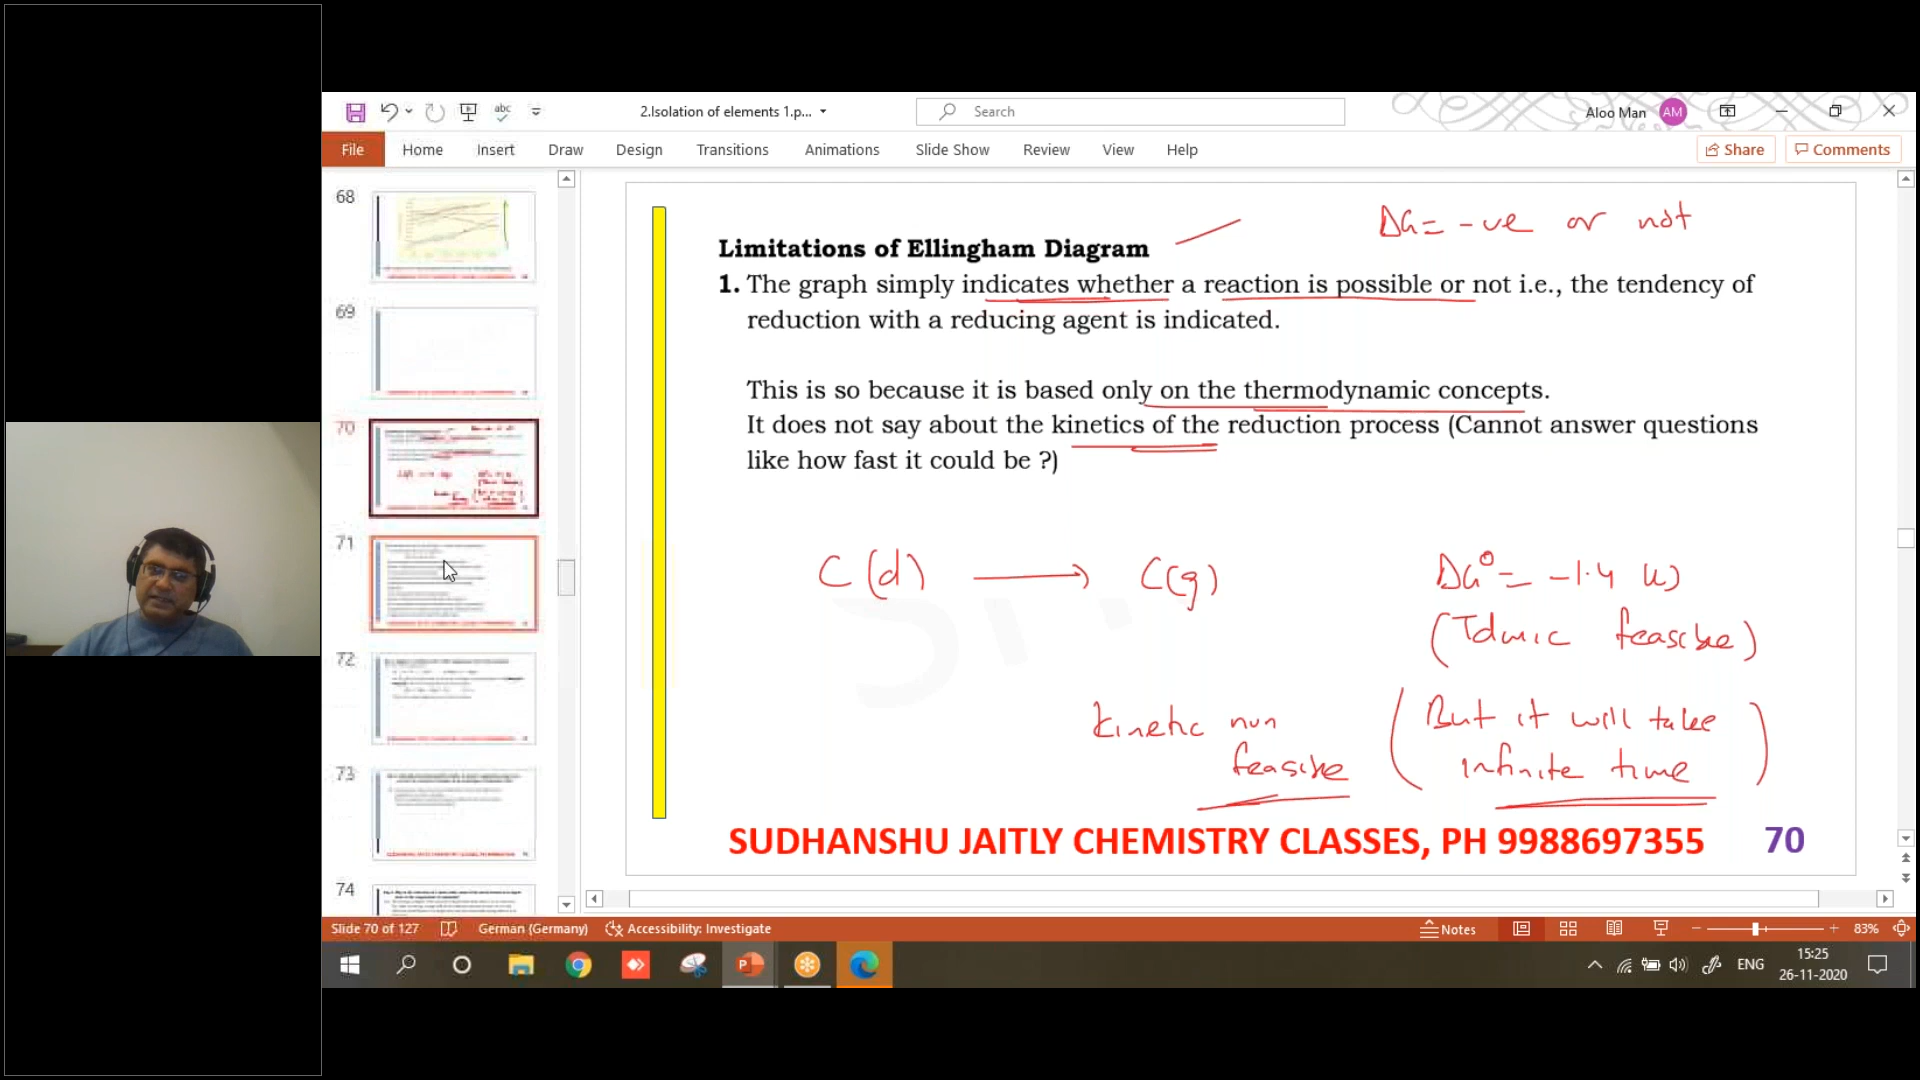 2.Isolation of elements 1.p...
Search
Aloo Man
AM
File
Home
Insert
Draw
Design
Transitions
Animations
Slide Show
Review
View
Help
Share
Comments
68
69
70
71
72
73
74
ΔG = -ve or not
Limitations of Ellingham Diagram
1. The graph simply indicates whether a reaction is possible or not i.e., the tendency of
reduction with a reducing agent is indicated.
This is so because it is based only on the thermodynamic concepts.
It does not say about the kinetics of the reduction process (Cannot answer questions
like how fast it could be ?)
C (d) ⟶ C(g) ΔG° = -1.4 kJ
(Tdmic feasible)
kinetic non
feasible
(But it will take
infinite time)
SUDHANSHU JAITLY CHEMISTRY CLASSES, PH 9988697355 70
Slide 70 of 127
German (Germany)
Accessibility: Investigate
Notes
83%
ENG
15:25
26-11-2020